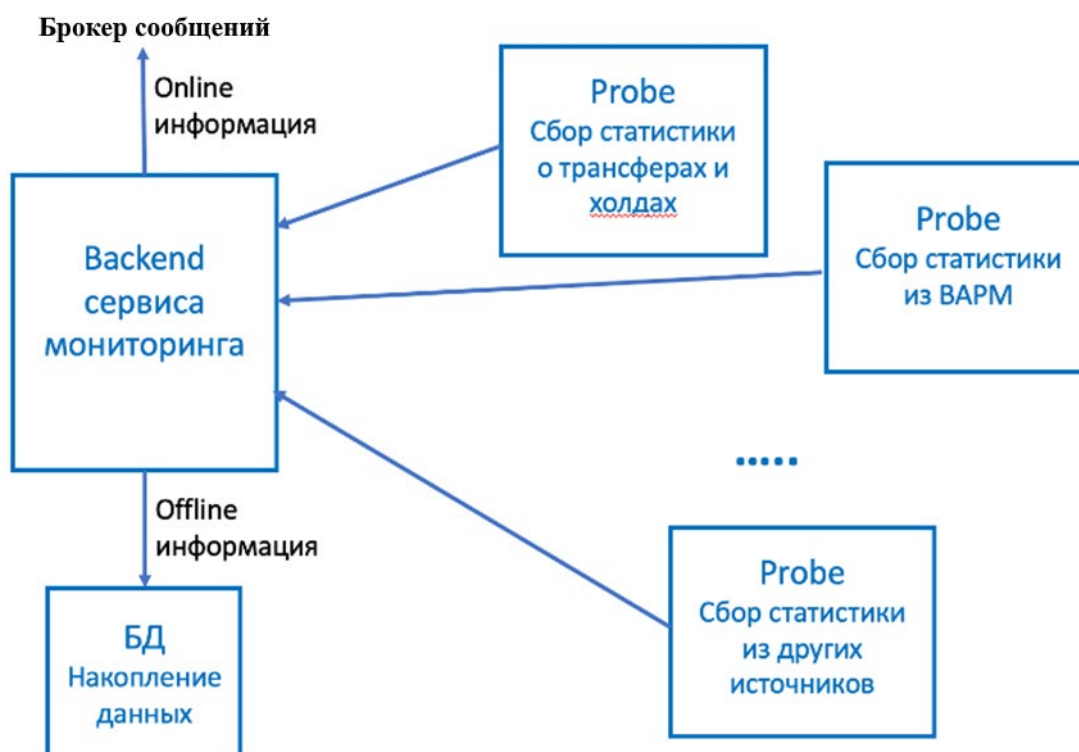 Брокер сообщений
Online
информация
Probe
Сбор статистики
о трансферах и
холдах
Probe
Сбор статистики
из ВАРМ
Backend
сервиса
мониторинга
.....
Offline
информация
Probe
Сбор статистики
из других
источников
БД
Накопление
данных